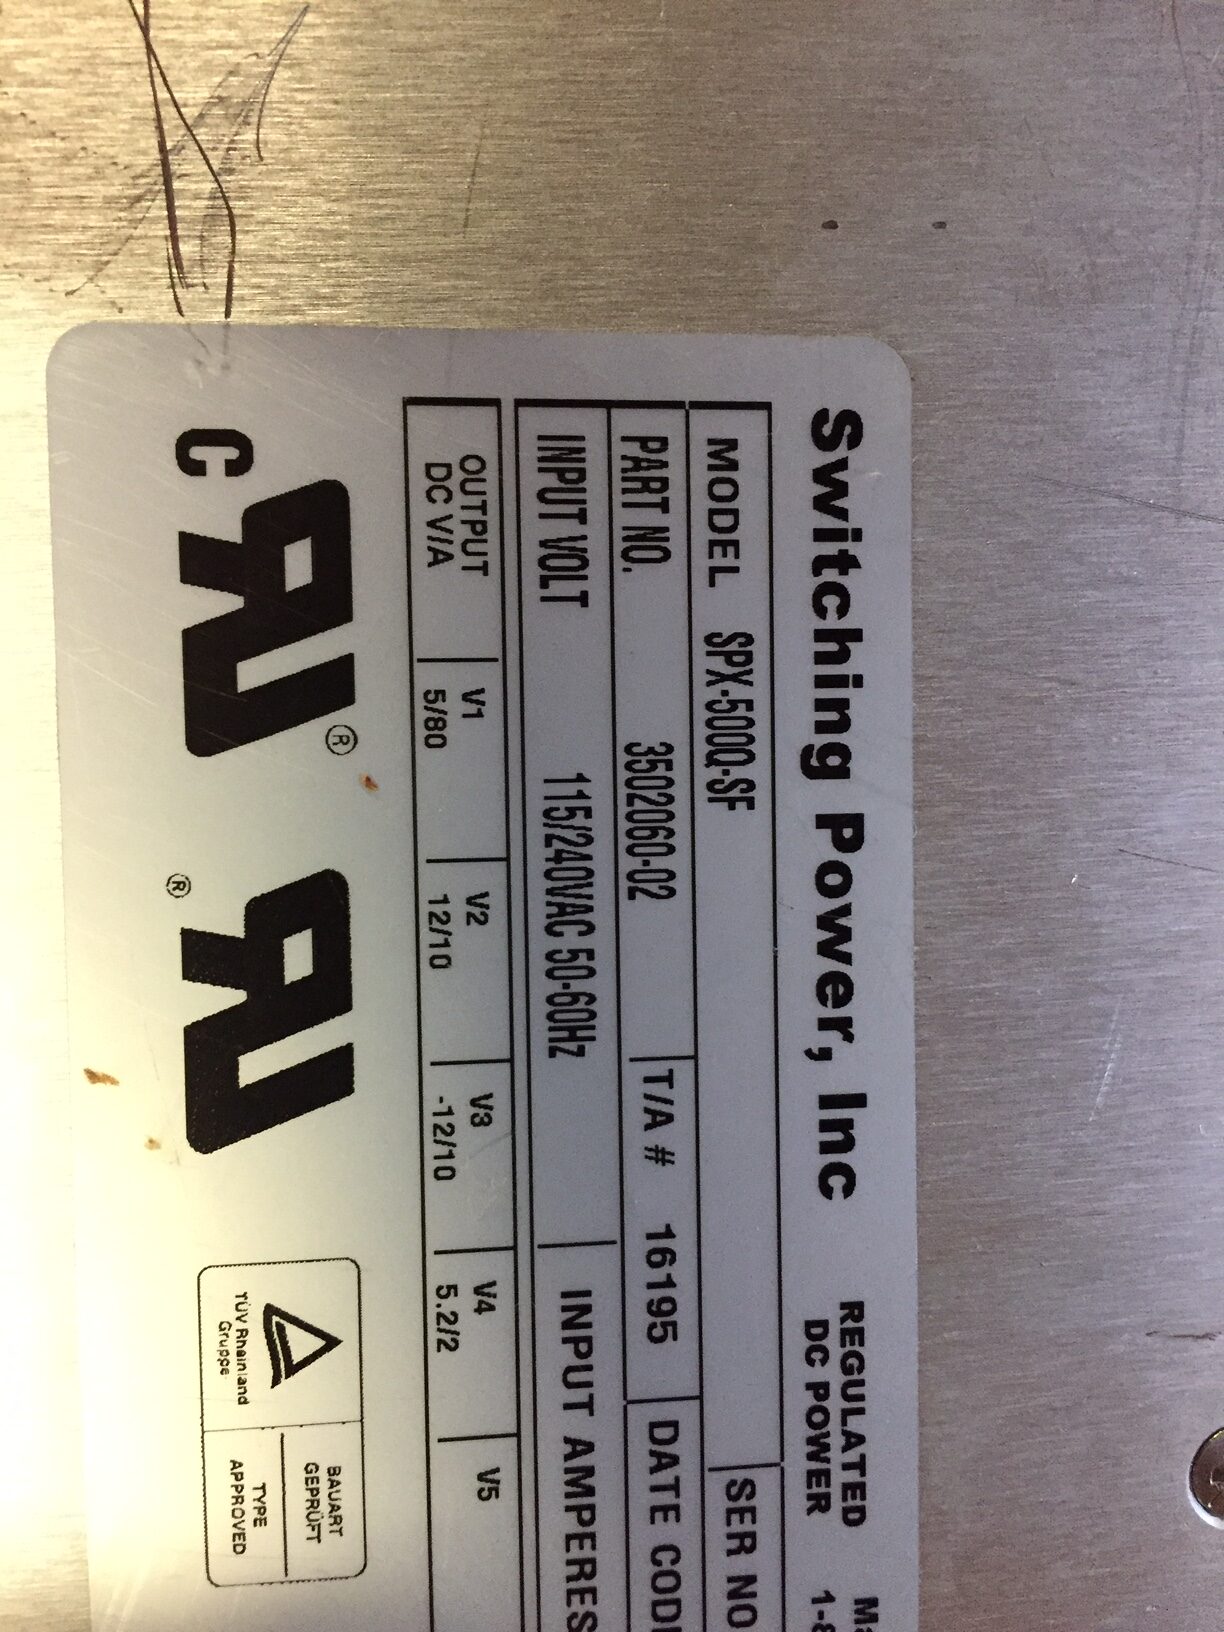 Switching Power, Inc
REGULATED
DC POWER
1-8
MODEL SPX-500Q-SF
SER NO
PART NO. 3502060-02
T/A # 16195
DATE COD
INPUT VOLT 115/240VAC 50-60Hz
INPUT AMPERES
OUTPUT
DC V/A
V1
5/80
V2
12/10
V3
-12/10
V4
5.2/2
V5
C
®
®
TÜV Rheinland
Gruppe
BAUART
GEPRÜFT
TYPE
APPROVED